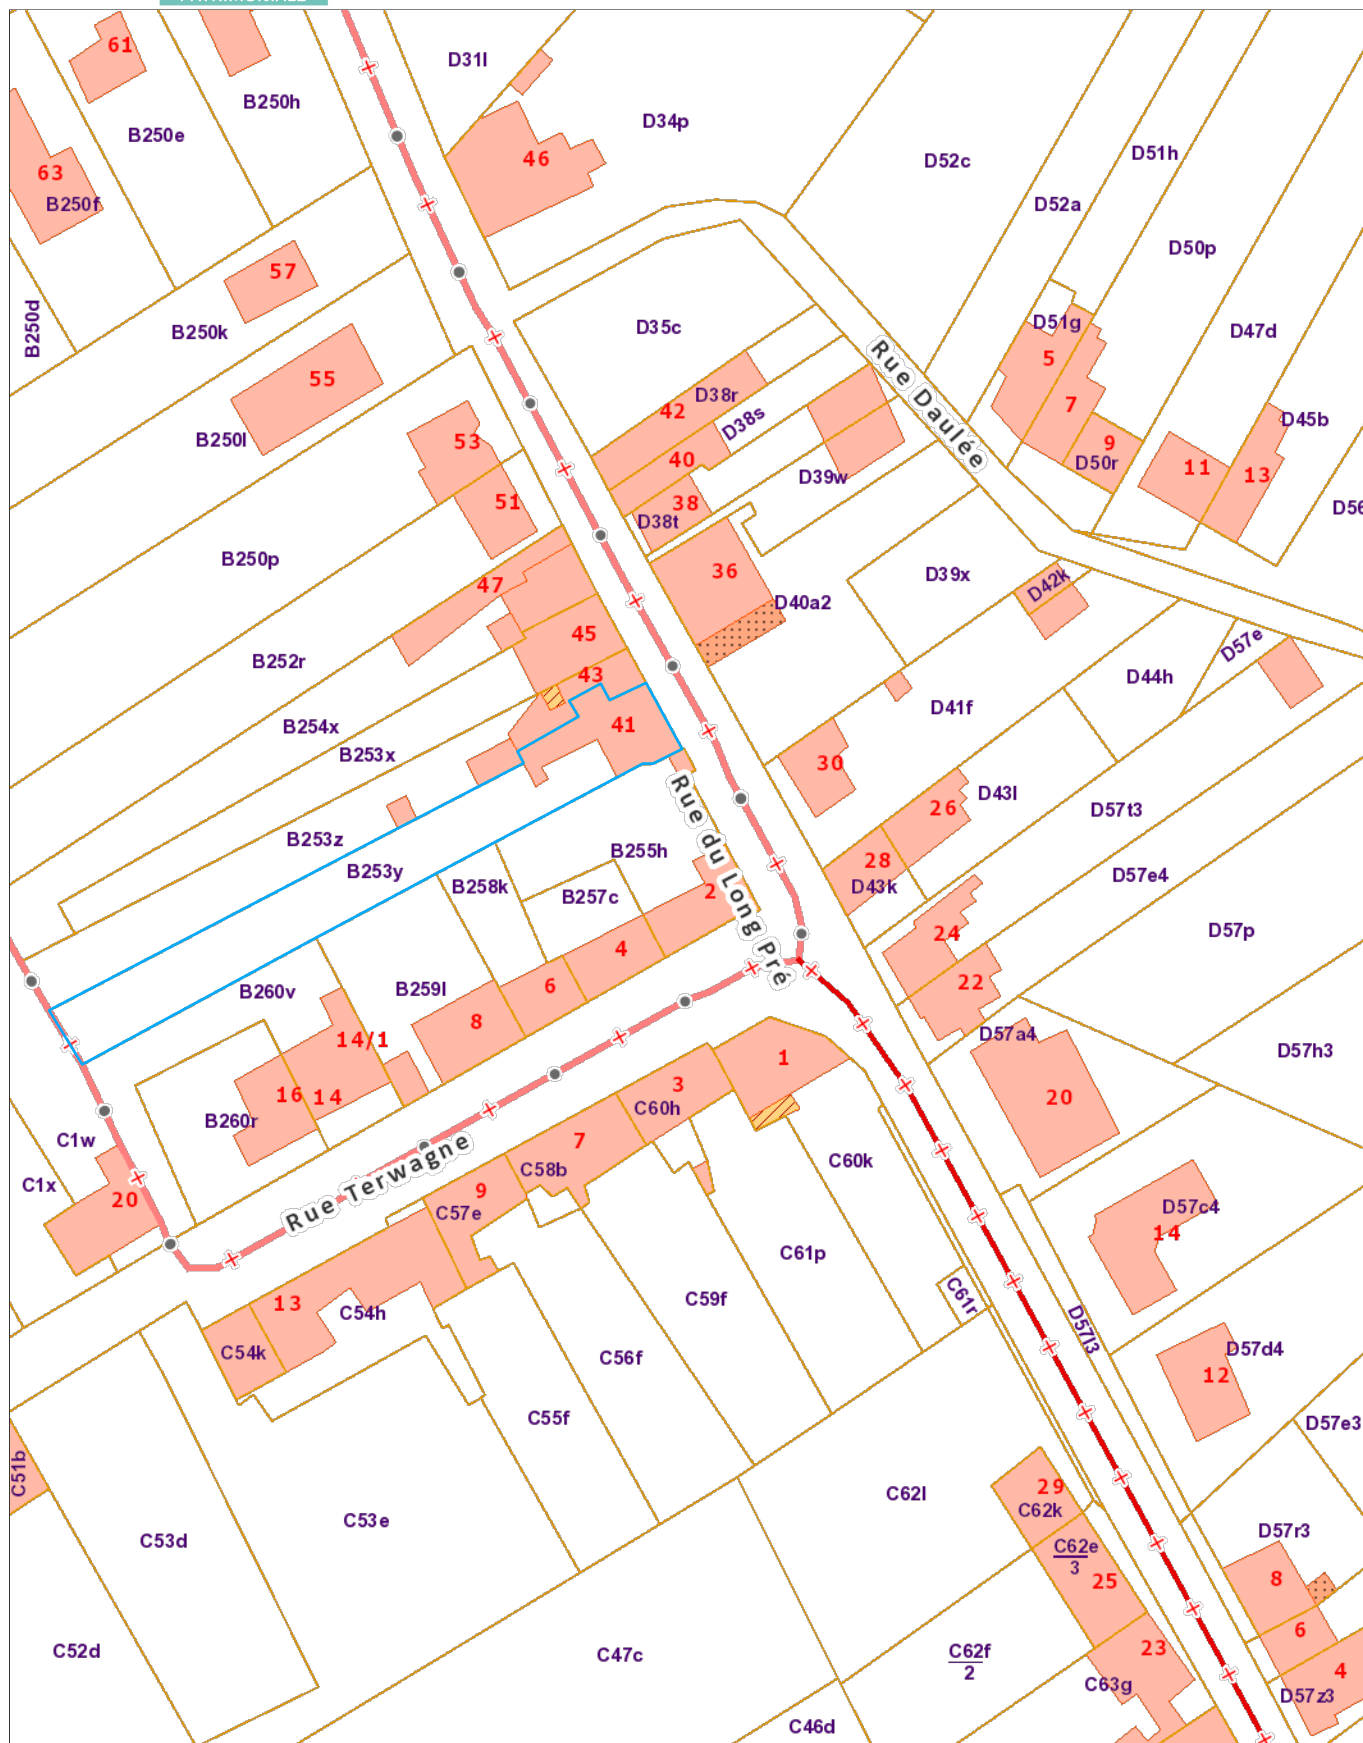 61
B250h
D31l
B250e
D34p
46
D51h
D52c
63
B250f
D52a
D50p
57
B250d
B250k
D35c
D51g
D47d
5
Rue Daulée
55
D38r
42
7
D45b
D38s
B250l
53
9
40
D50r
11
13
D39w
51
38
D38t
D56
B250p
36
D39x
47
D42k
D40a2
45
D57e
B252r
43
D44h
D41f
B254x
41
B253x
30
D43l
26
D57t3
Rue du Long Pré
B253z
B255h
28
B253y
D57e4
B258k
D43k
2
B257c
24
D57p
4
22
B260v
B259l
6
8
D57a4
14/1
D57h3
1
3
16
14
20
C60h
B260r
C1w
7
Rue Terwagne
C60k
C58b
C1x
20
9
D57c4
C57e
14
C61p
C61r
C59f
13
C54h
D57l3
C54k
D57d4
C56f
12
C55f
D57e3
C51b
29
C62l
C62k
C53e
D57r3
C53d
C62e
3
25
8
6
C52d
C47c
C62f
2
23
4
C63g
D57z3
C46d